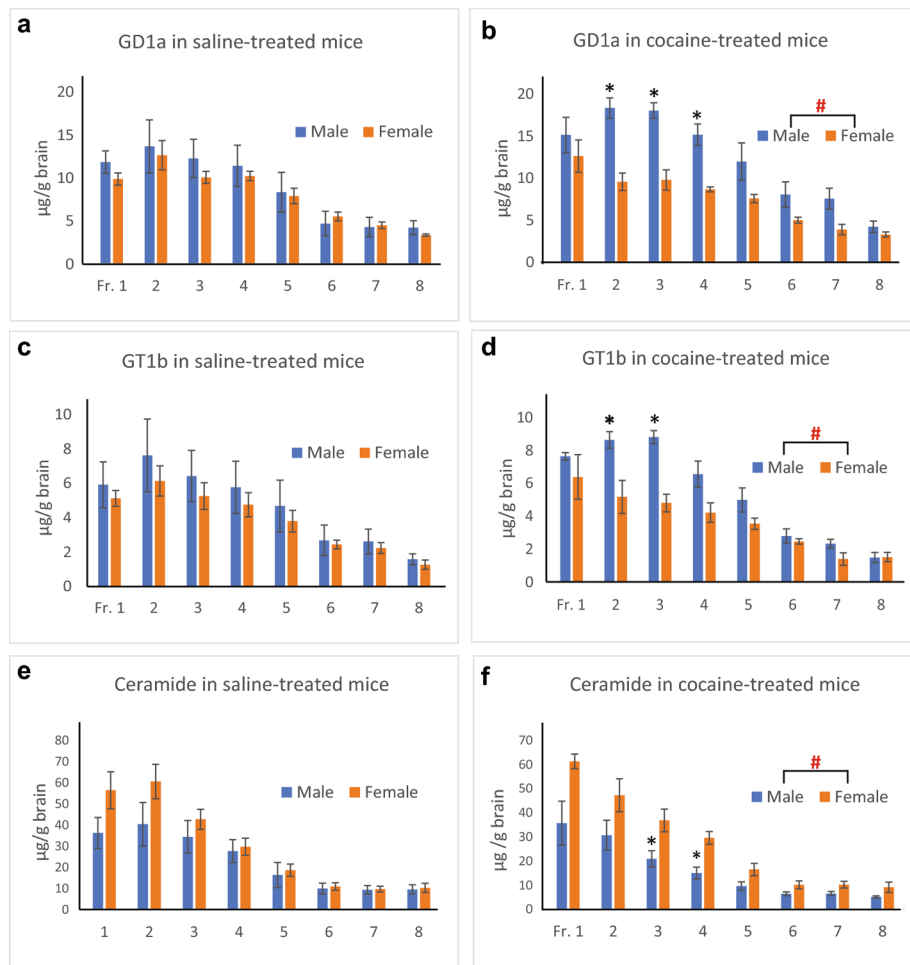 a
GD1a in saline-treated mice
20
15
10
5
0
µg/g brain
Male Female
Fr. 1 2 3 4 5 6 7 8
b
GD1a in cocaine-treated mice
20
15
10
5
0
µg/g brain
* * *
#
Male Female
Fr. 1 2 3 4 5 6 7 8
c
GT1b in saline-treated mice
10
8
6
4
2
0
µg/g brain
Male Female
Fr. 1 2 3 4 5 6 7 8
d
GT1b in cocaine-treated mice
10
8
6
4
2
0
µg/g brain
* *
#
Male Female
Fr. 1 2 3 4 5 6 7 8
e
Ceramide in saline-treated mice
80
70
60
50
40
30
20
10
0
µg/g brain
Male Female
1 2 3 4 5 6 7 8
f
Ceramide in cocaine-treated mice
70
60
50
40
30
20
10
0
µg /g brain
#
Male Female
* *
Fr. 1 2 3 4 5 6 7 8